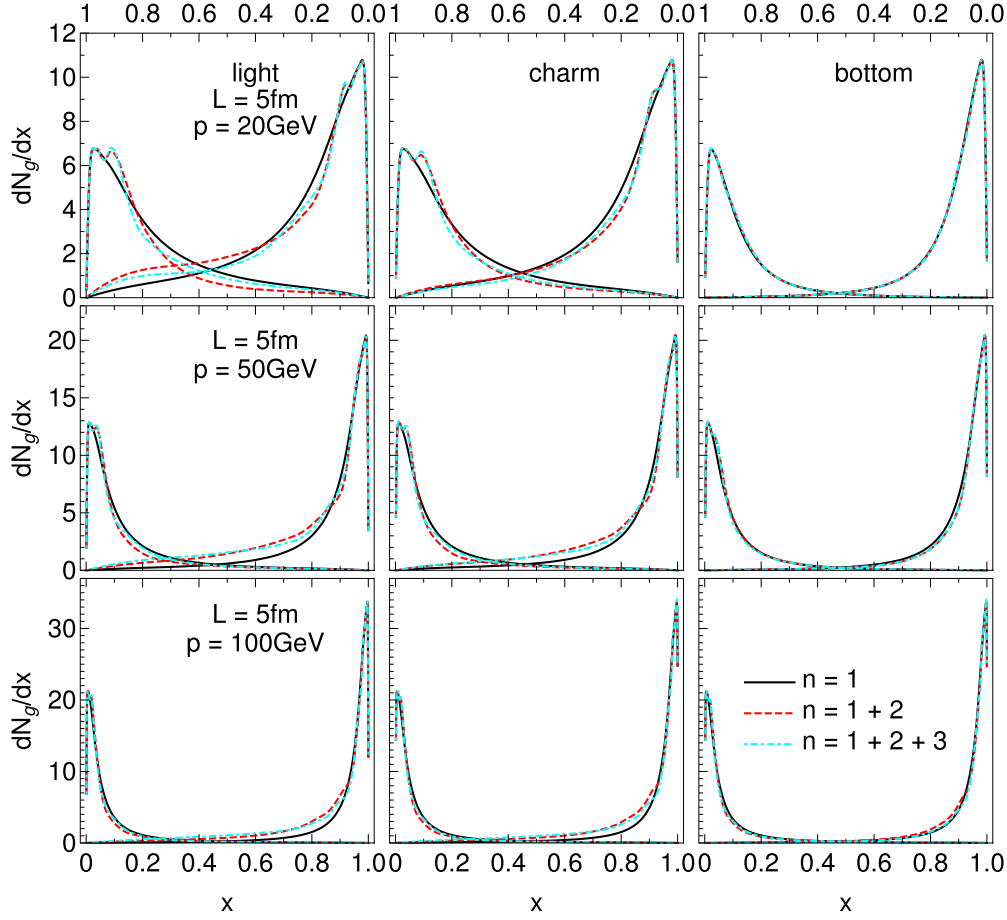 1 0.8 0.6 0.4 0.2 0.0 1 0.8 0.6 0.4 0.2 0.0 1 0.8 0.6 0.4 0.2 0.0
12
10
8
6
4
2
0
dN_g/dx
light
L = 5fm
p = 20GeV
charm
bottom
20
15
10
5
0
dN_g/dx
L = 5fm
p = 50GeV
30
20
10
0
dN_g/dx
L = 5fm
p = 100GeV
n = 1
n = 1 + 2
n = 1 + 2 + 3
0 0.2 0.4 0.6 0.8 1.0 0 0.2 0.4 0.6 0.8 1.0 0 0.2 0.4 0.6 0.8 1.0
x x x